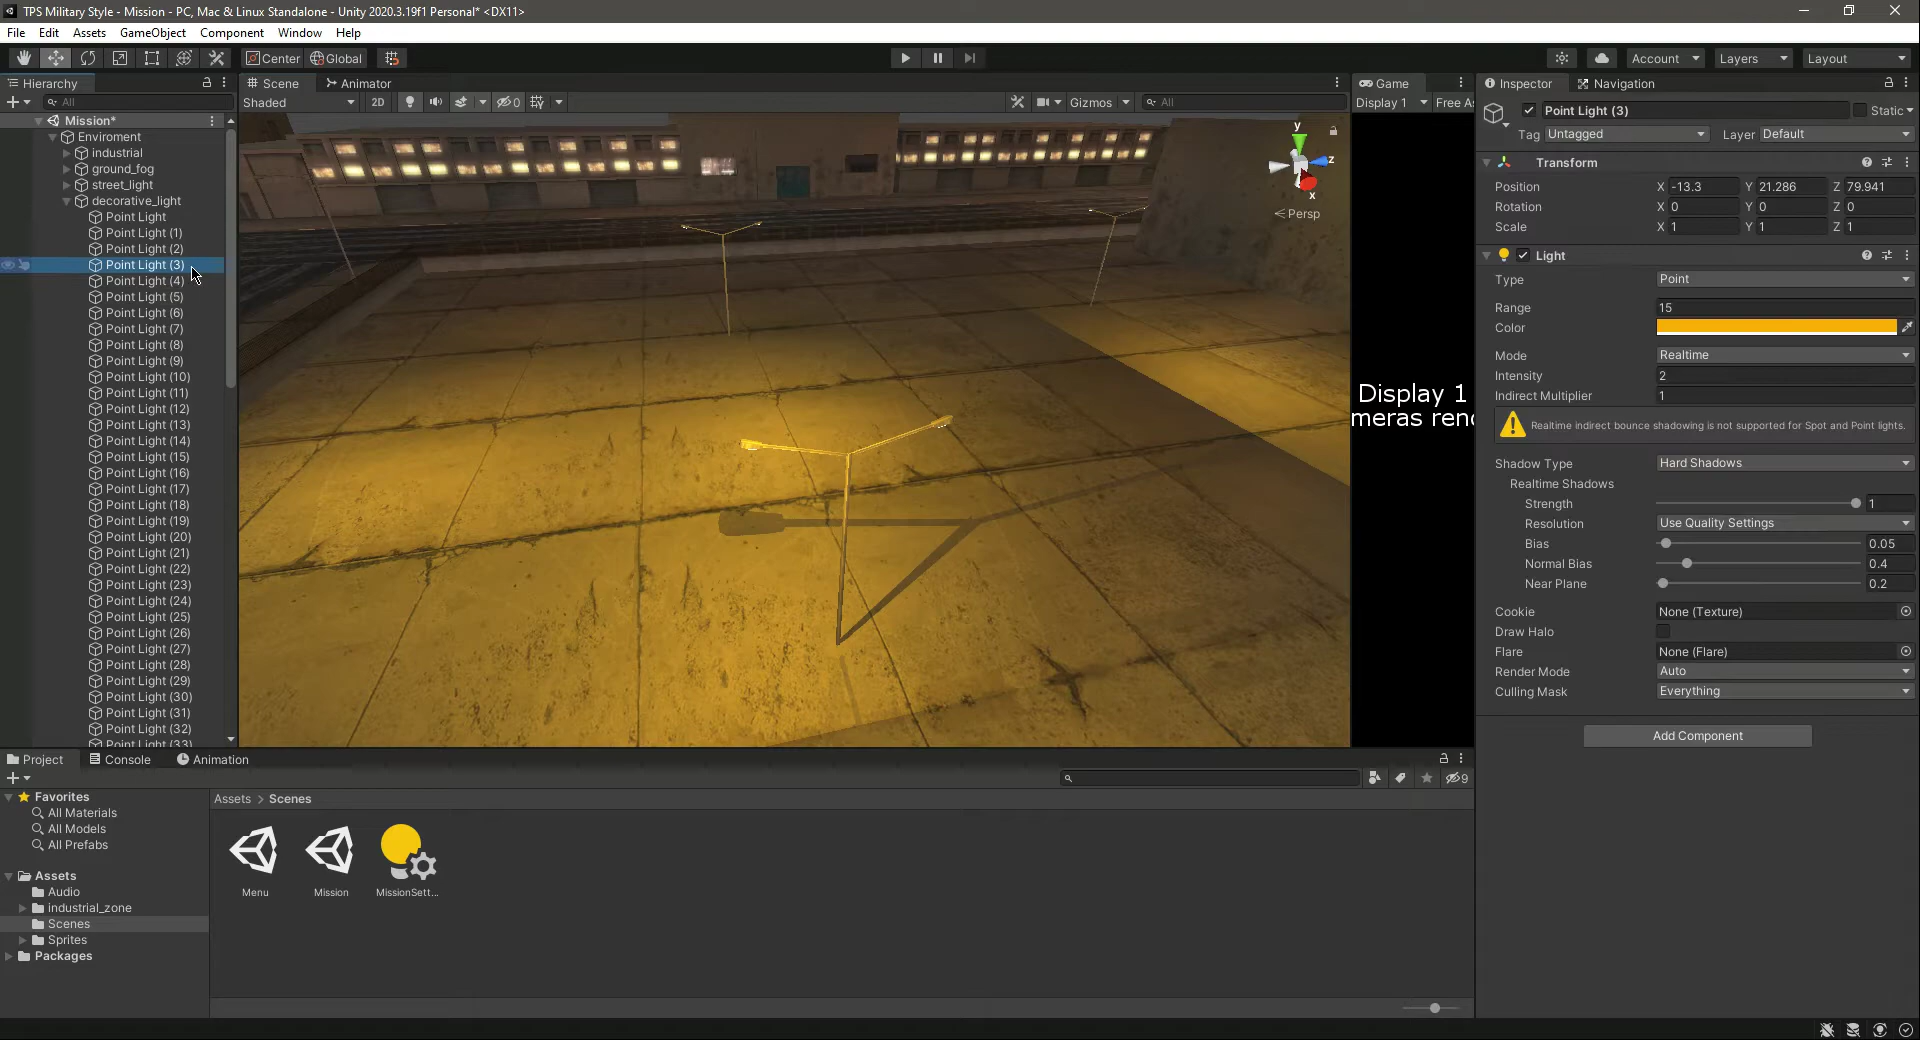 TPS Military Style - Mission - PC, Mac & Linux Standalone - Unity 2020.3.19f1 Personal* <DX11>
File Edit Assets GameObject Component Window Help
Center Global Account Layers Layout
Hierarchy
All
Mission*
Enviroment
industrial
ground_fog
street_light
decorative_light
Point Light
Point Light (1)
Point Light (2)
Point Light (3)
Point Light (4)
Point Light (5)
Point Light (6)
Point Light (7)
Point Light (8)
Point Light (9)
Point Light (10)
Point Light (11)
Point Light (12)
Point Light (13)
Point Light (14)
Point Light (15)
Point Light (16)
Point Light (17)
Point Light (18)
Point Light (19)
Point Light (20)
Point Light (21)
Point Light (22)
Point Light (23)
Point Light (24)
Point Light (25)
Point Light (26)
Point Light (27)
Point Light (28)
Point Light (29)
Point Light (30)
Point Light (31)
Point Light (32)
Point Light (33)
Scene Animator
Shaded 2D 0 Gizmos All
y
z
x
Persp
Game
Display 1 Free As
Display 1
meras rend
Inspector Navigation
Point Light (3) Static
Tag Untagged Layer Default
Transform
Position X -13.3 Y 21.286 Z 79.941
Rotation X 0 Y 0 Z 0
Scale X 1 Y 1 Z 1
Light
Type Point
Range 15
Color
Mode Realtime
Intensity 2
Indirect Multiplier 1
Realtime indirect bounce shadowing is not supported for Spot and Point lights.
Shadow Type Hard Shadows
Realtime Shadows
Strength 1
Resolution Use Quality Settings
Bias 0.05
Normal Bias 0.4
Near Plane 0.2
Cookie None (Texture)
Draw Halo
Flare None (Flare)
Render Mode Auto
Culling Mask Everything
Add Component
Project Console Animation
9
Favorites
All Materials
All Models
All Prefabs
Assets
Audio
industrial_zone
Scenes
Sprites
Packages
Assets > Scenes
Menu Mission MissionSett...